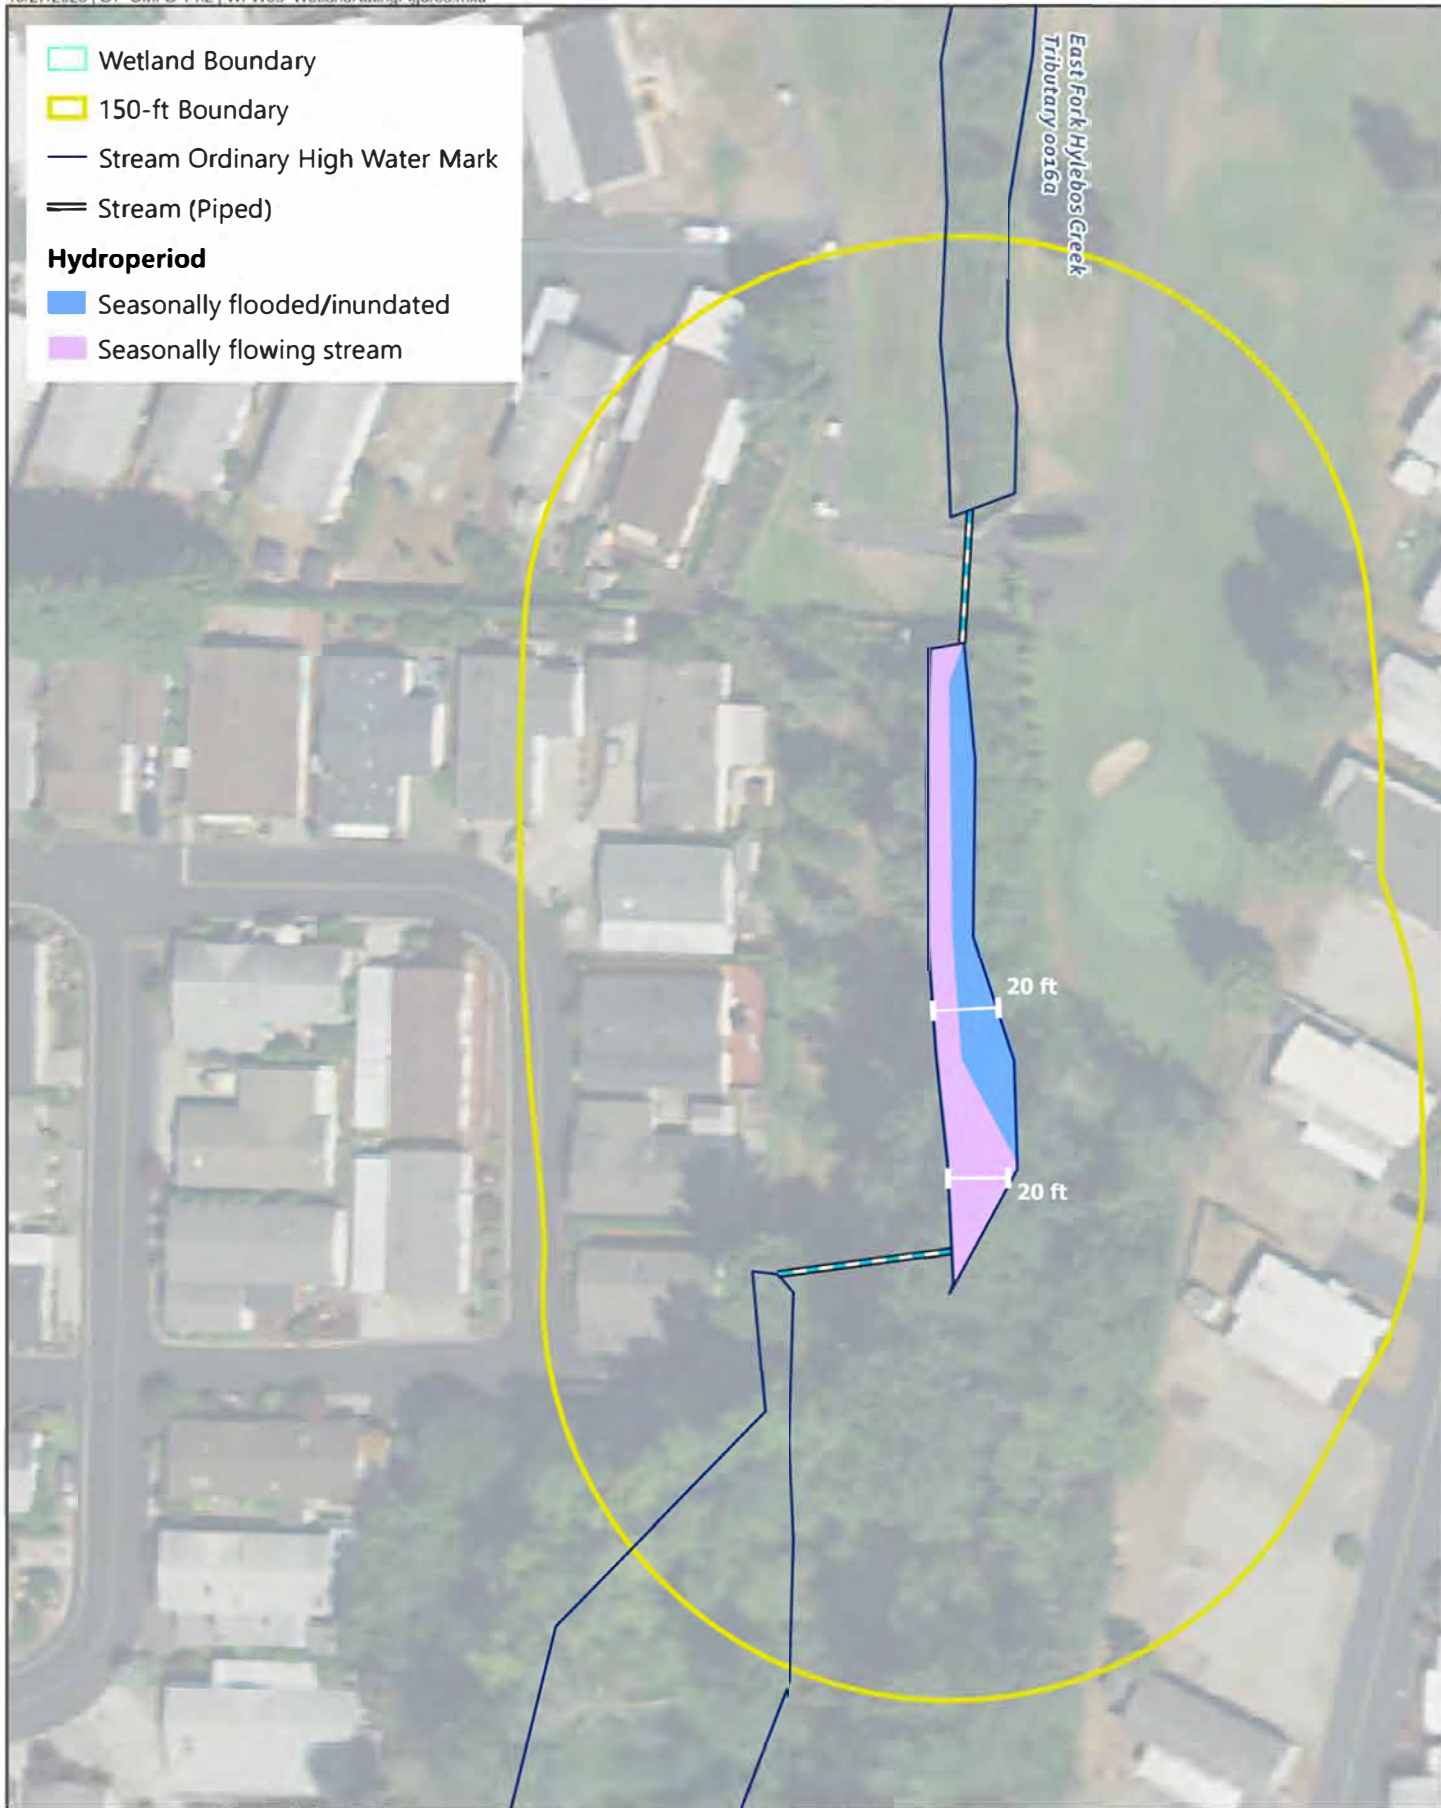 Wetland Boundary
150-ft Boundary
Stream Ordinary High Water Mark
Stream (Piped)
Hydroperiod
Seasonally flooded/inundated
Seasonally flowing stream
East Fork Hylebos Creek
Tributary 0016a
20 ft
20 ft